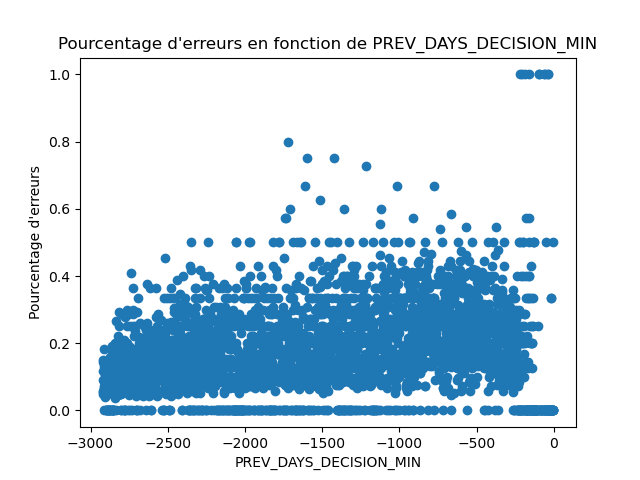 Pourcentage d'erreurs en fonction de PREV_DAYS_DECISION_MIN
1.0
0.8
0.6
0.4
0.2
0.0
Pourcentage d'erreurs
−3000 −2500 −2000 −1500 −1000 −500 0
PREV_DAYS_DECISION_MIN